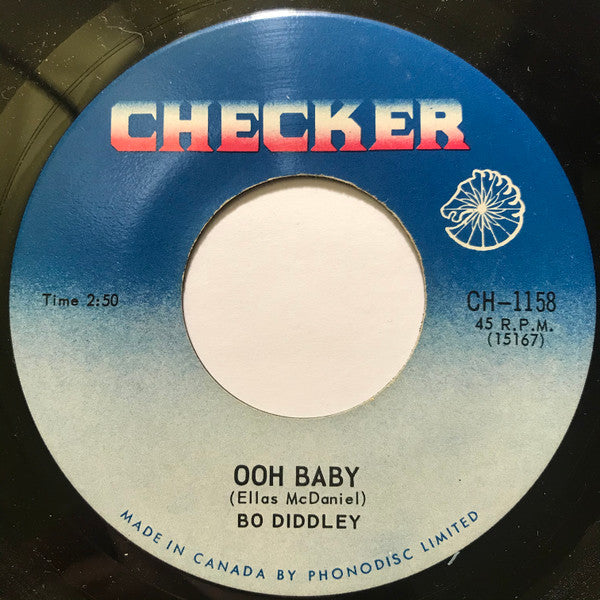 CHECKER
Time 2:50
CH-1158
45 R.P.M.
(15167)
OOH BABY
(Ellas McDaniel)
BO DIDDLEY
MADE IN CANADA BY PHONODISC LIMITED